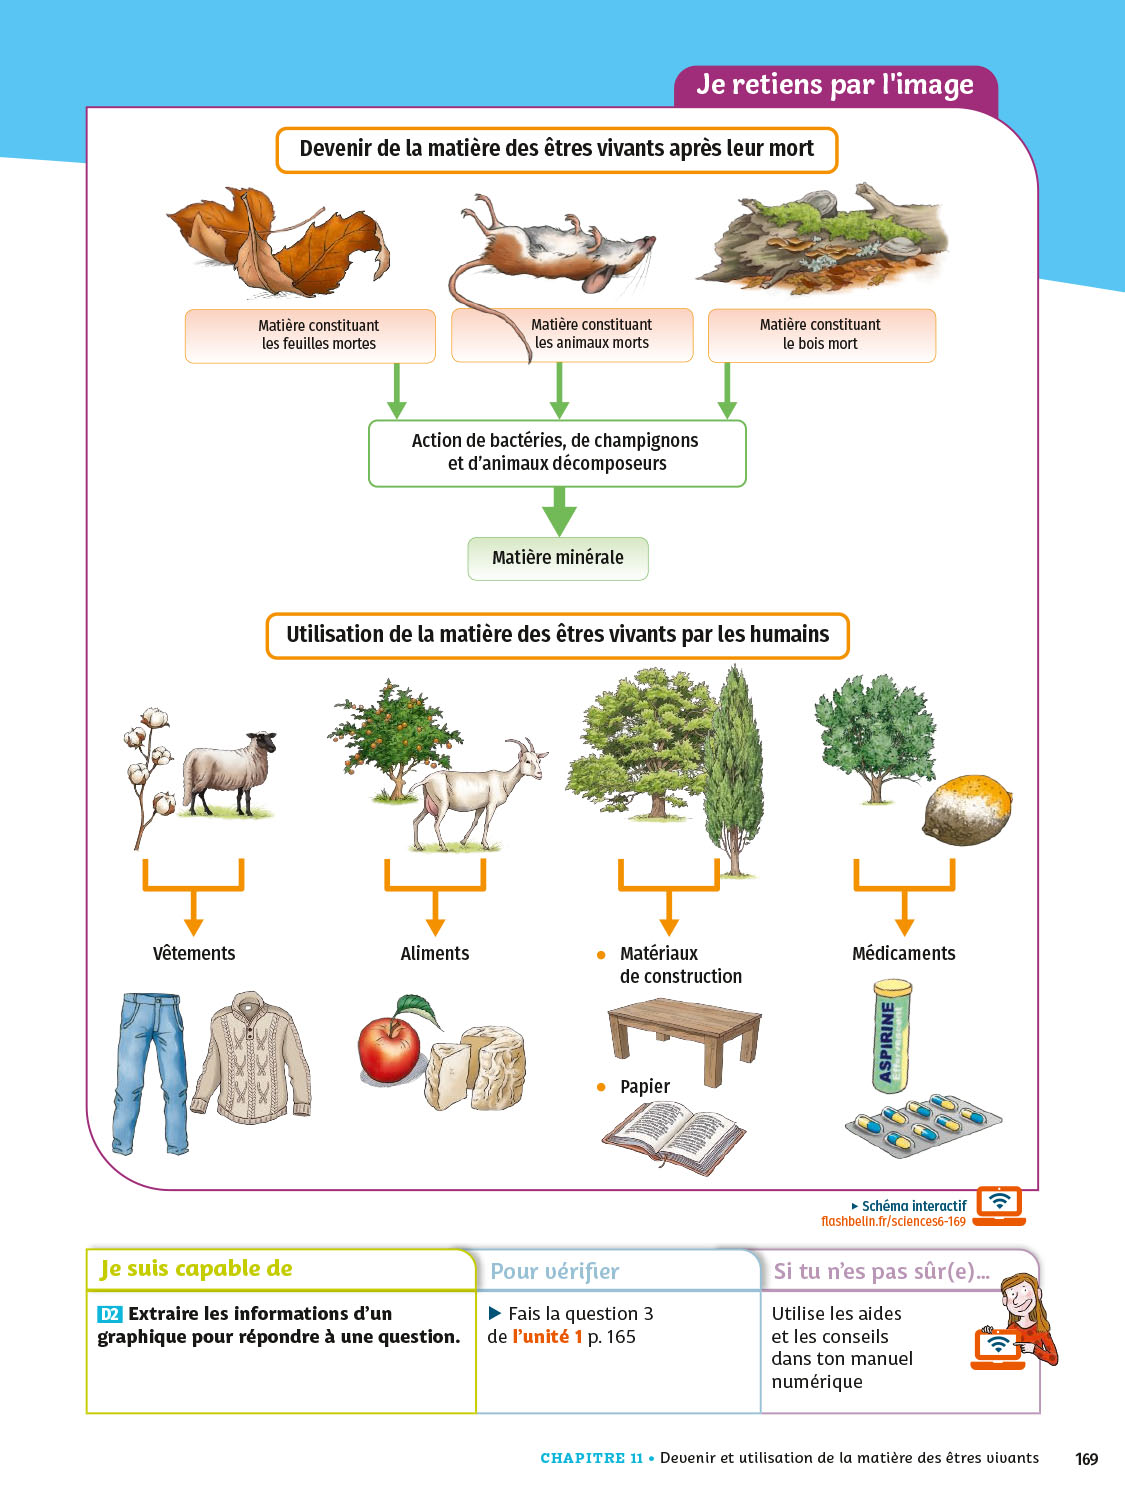 Je retiens par l'image
Devenir de la matière des êtres vivants après leur mort
Matière constituant
les feuilles mortes
Matière constituant
les animaux morts
Matière constituant
le bois mort
Action de bactéries, de champignons
et d'animaux décomposeurs
Matière minérale
Utilisation de la matière des êtres vivants par les humains
Vêtements
Aliments
• Matériaux
de construction
• Papier
Médicaments
ASPIRINE
▸ Schéma interactif
flashbelin.fr/sciences6-169
Je suis capable de
D2 Extraire les informations d'un
graphique pour répondre à une question.
Pour vérifier
▶ Fais la question 3
de l'unité 1 p. 165
Si tu n'es pas sûr(e)...
Utilise les aides
et les conseils
dans ton manuel
numérique
CHAPITRE 11 • Devenir et utilisation de la matière des êtres vivants 169